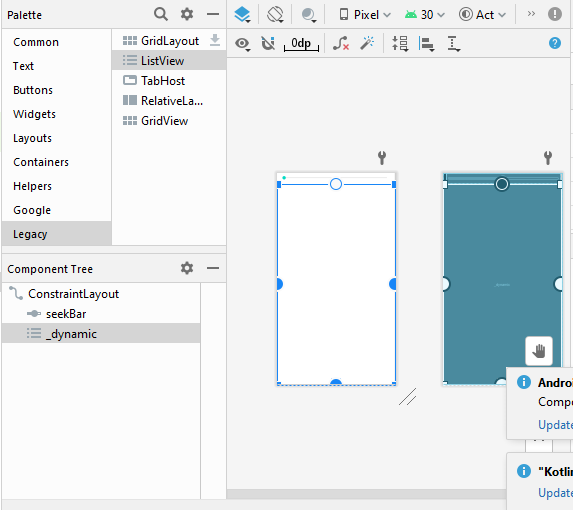 Palette
Common
Text
Buttons
Widgets
Layouts
Containers
Helpers
Google
Legacy
GridLayout
ListView
TabHost
RelativeLa...
GridView
Pixel
30
Act
»
0dp
Component Tree
ConstraintLayout
seekBar
_dynamic
Androi
Compo
Update
"Kotlin
Update